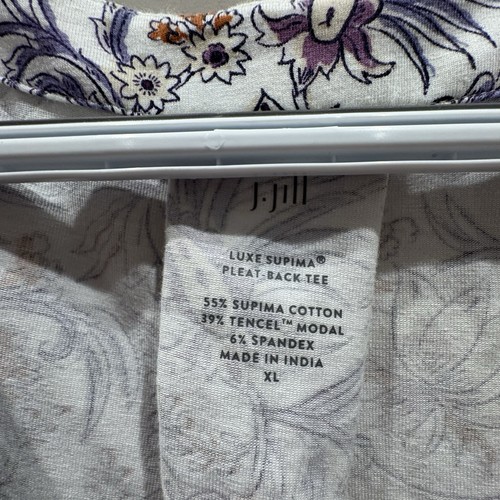 J.Jill
LUXE SUPIMA®
PLEAT-BACK TEE
55% SUPIMA COTTON
39% TENCEL™ MODAL
6% SPANDEX
MADE IN INDIA
XL